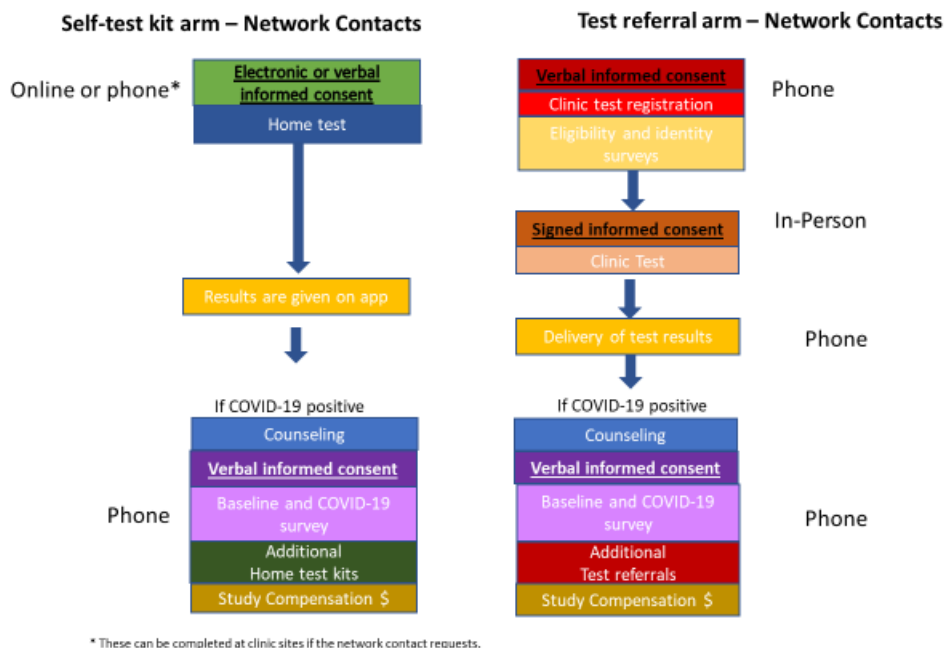 Self-test kit arm – Network Contacts
Online or phone*
Electronic or verbal
informed consent
Home test
Results are given on app
If COVID-19 positive
Counseling
Verbal informed consent
Phone
Baseline and COVID-19
survey
Additional
Home test kits
Study Compensation $
Test referral arm – Network Contacts
Verbal informed consent
Phone
Clinic test registration
Eligibility and identity
surveys
In-Person
Signed informed consent
Clinic Test
Delivery of test results
Phone
If COVID-19 positive
Counseling
Verbal informed consent
Baseline and COVID-19
survey
Phone
Additional
Test referrals
Study Compensation $
* These can be completed at clinic sites if the network contact requests.